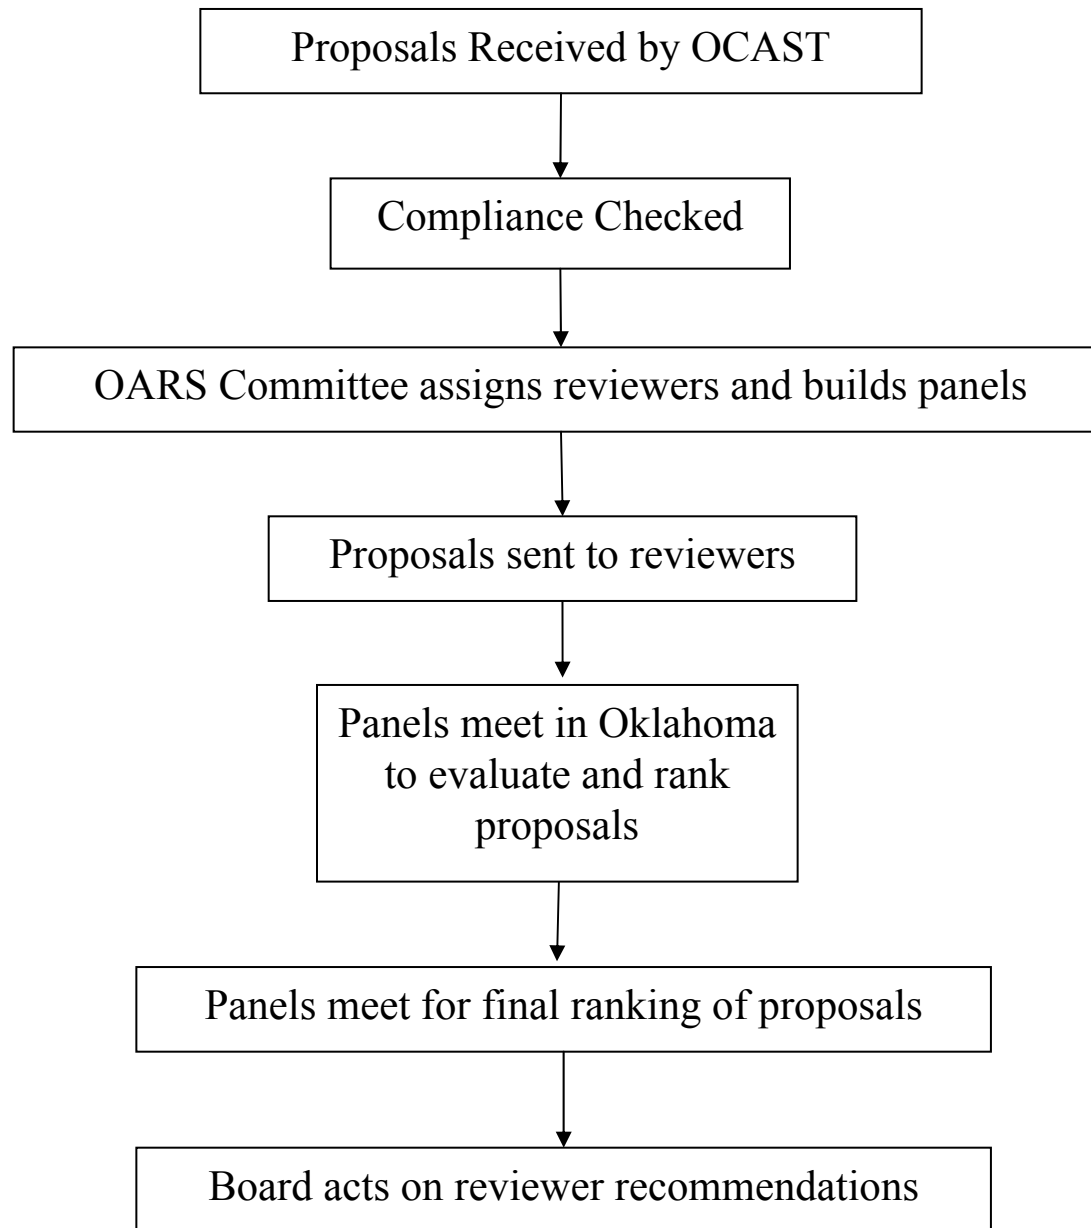 Proposals Received by OCAST
Compliance Checked
OARS Committee assigns reviewers and builds panels
Proposals sent to reviewers
Panels meet in Oklahoma
to evaluate and rank
proposals
Panels meet for final ranking of proposals
Board acts on reviewer recommendations